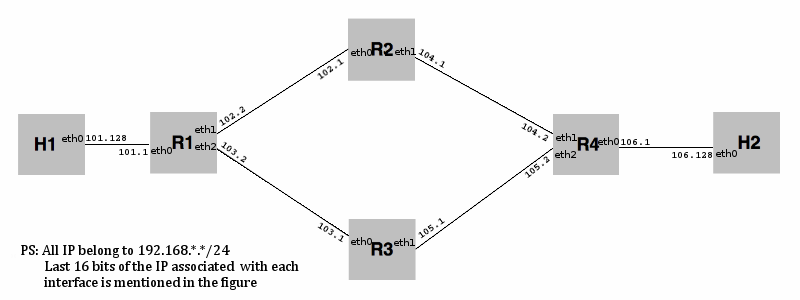 R2
eth0
eth1
104.1
102.1
102.2
104.2
H1
eth0
101.128
101.1
eth0
R1
eth1
eth2
103.2
eth1
eth2
R4
eth0
106.1
105.2
106.128
eth0
H2
103.1
eth0
R3
eth1
105.1
PS: All IP belong to 192.168.*.*/24
Last 16 bits of the IP associated with each
interface is mentioned in the figure